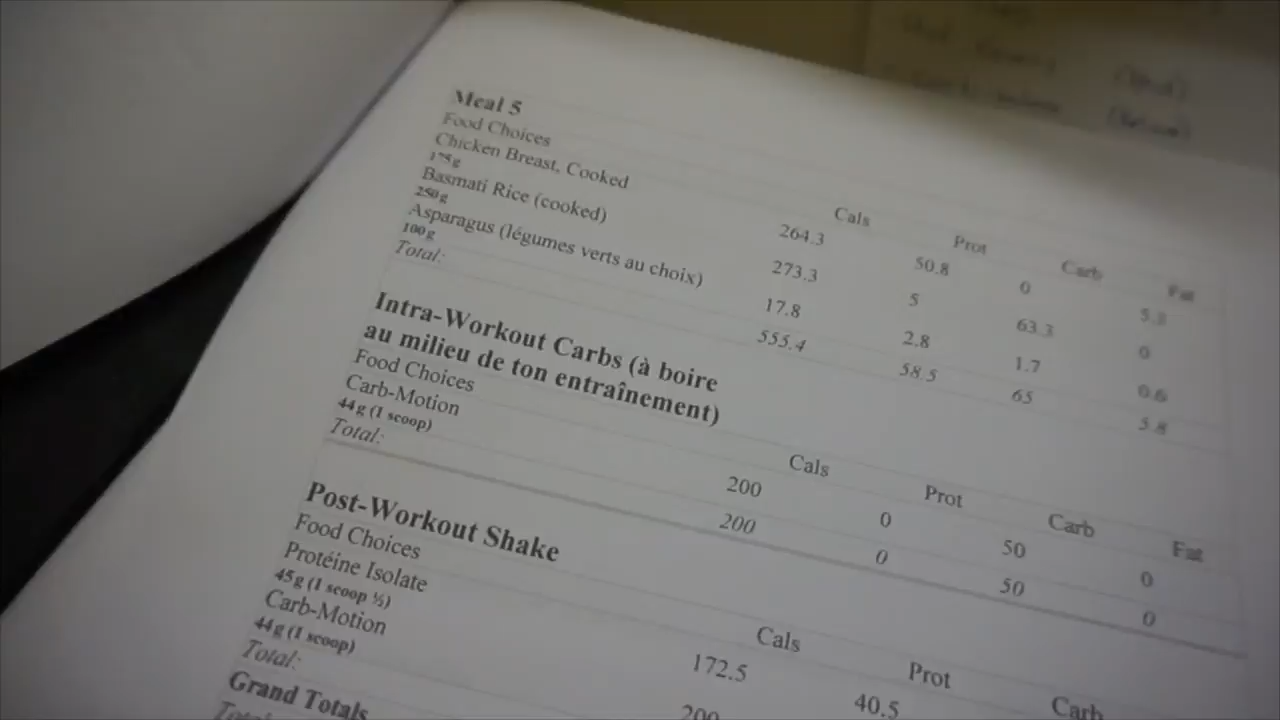 Meal 5
Food Choices Cals Prot Carb Fat
Chicken Breast, Cooked 264.3 50.8 0 5.3
175g
Basmati Rice (cooked) 273.3 5 63.3 0
250g
Asparagus (légumes verts au choix) 17.8 2.8 1.7 0.6
100g
Total: 555.4 58.5 65 5.8
Intra-Workout Carbs (à boire
au milieu de ton entraînement)
Food Choices Cals Prot Carb Fat
Carb-Motion 200 0 50 0
44g (1 scoop)
Total: 200 0 50 0
Post-Workout Shake
Food Choices Cals Prot Carb
Protéine Isolate 172.5 40.5
45g (1 scoop ½)
Carb-Motion 200
44g (1 scoop)
Total:
Grand Totals